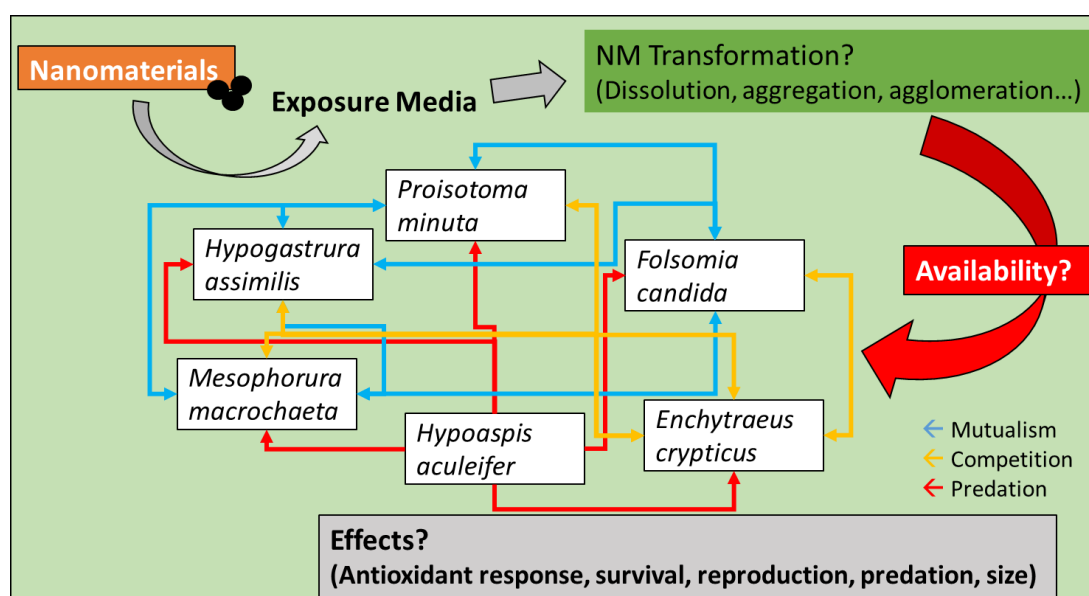 Nanomaterials
Exposure Media
NM Transformation?
(Dissolution, aggregation, agglomeration...)
Proisotoma
minuta
Hypogastrura
assimilis
Folsomia
candida
Availability?
Mesophorura
macrochaeta
Hypoaspis
aculeifer
Enchytraeus
crypticus
Mutualism
Competition
Predation
Effects?
(Antioxidant response, survival, reproduction, predation, size)